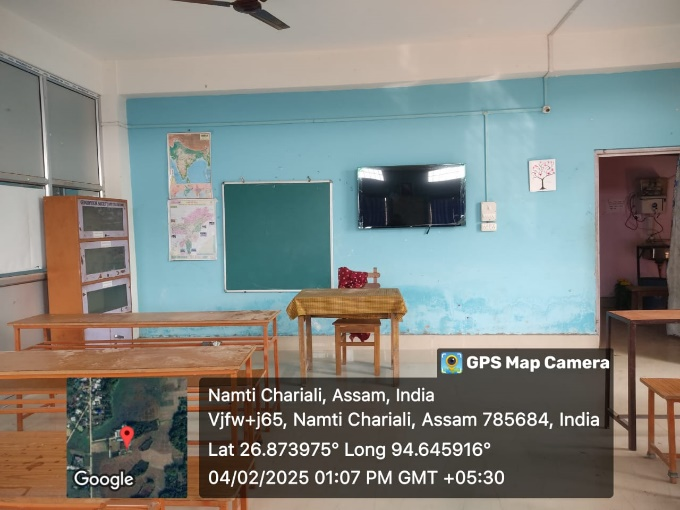 GPS Map Camera
Namti Chariali, Assam, India
Vjfw+j65, Namti Chariali, Assam 785684, India
Lat 26.873975° Long 94.645916°
04/02/2025 01:07 PM GMT +05:30
Google